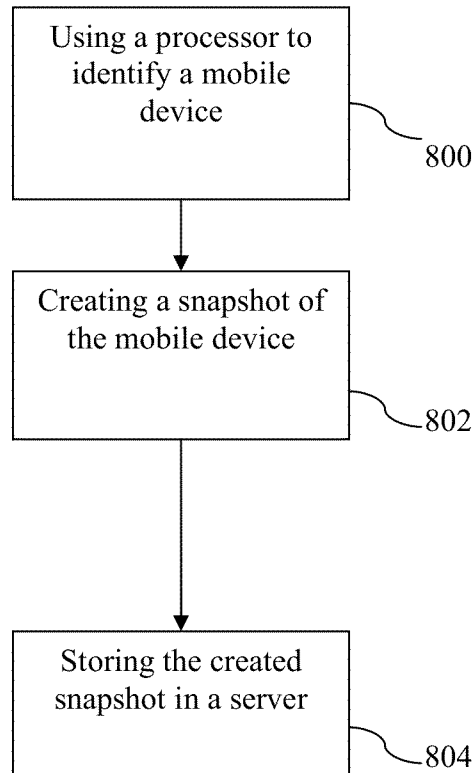 Using a processor to
identify a mobile
device
800
Creating a snapshot of
the mobile device
802
Storing the created
snapshot in a server
804